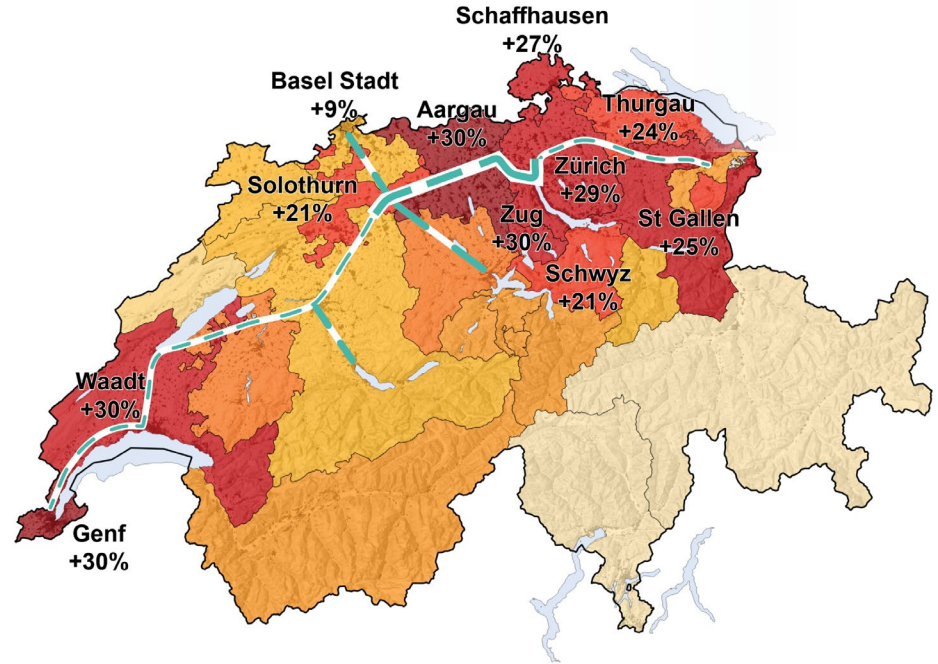 Schaffhausen
+27%
Basel Stadt
+9%
Aargau
+30%
Thurgau
+24%
Zürich
+29%
Solothurn
+21%
Zug
+30%
St Gallen
+25%
Schwyz
+21%
Waadt
+30%
Genf
+30%